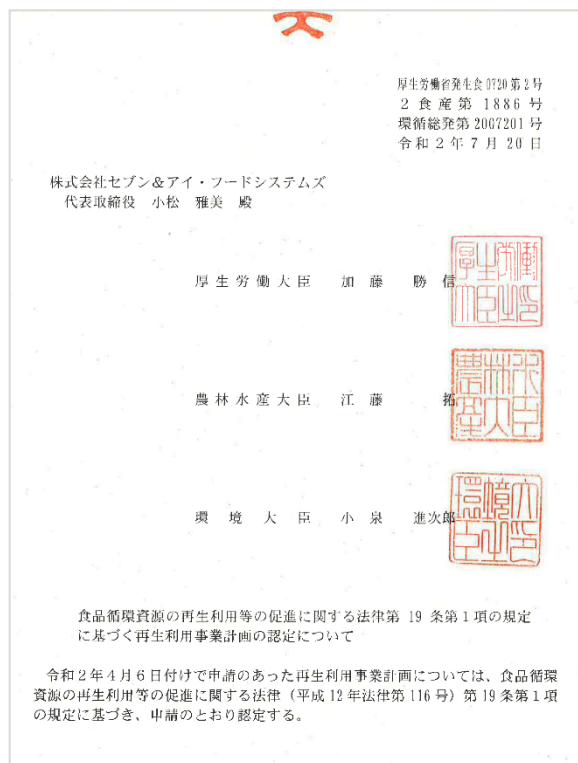 厚生労働省発生食0720第2号
2食産第1886号
環循総発第2007201号
令和2年7月20日
株式会社セブン&アイ・フードシステムズ
代表取締役 小松 雅美 殿
厚生労働大臣 加藤 勝信
農林水産大臣 江藤 拓
環境大臣 小泉 進次郎
食品循環資源の再生利用等の促進に関する法律第19条第1項の規定
に基づく再生利用事業計画の認定について
令和2年4月6日付けで申請のあった再生利用事業計画については、食品循環
資源の再生利用等の促進に関する法律（平成12年法律第116号）第19条第1項
の規定に基づき、申請のとおり認定する。